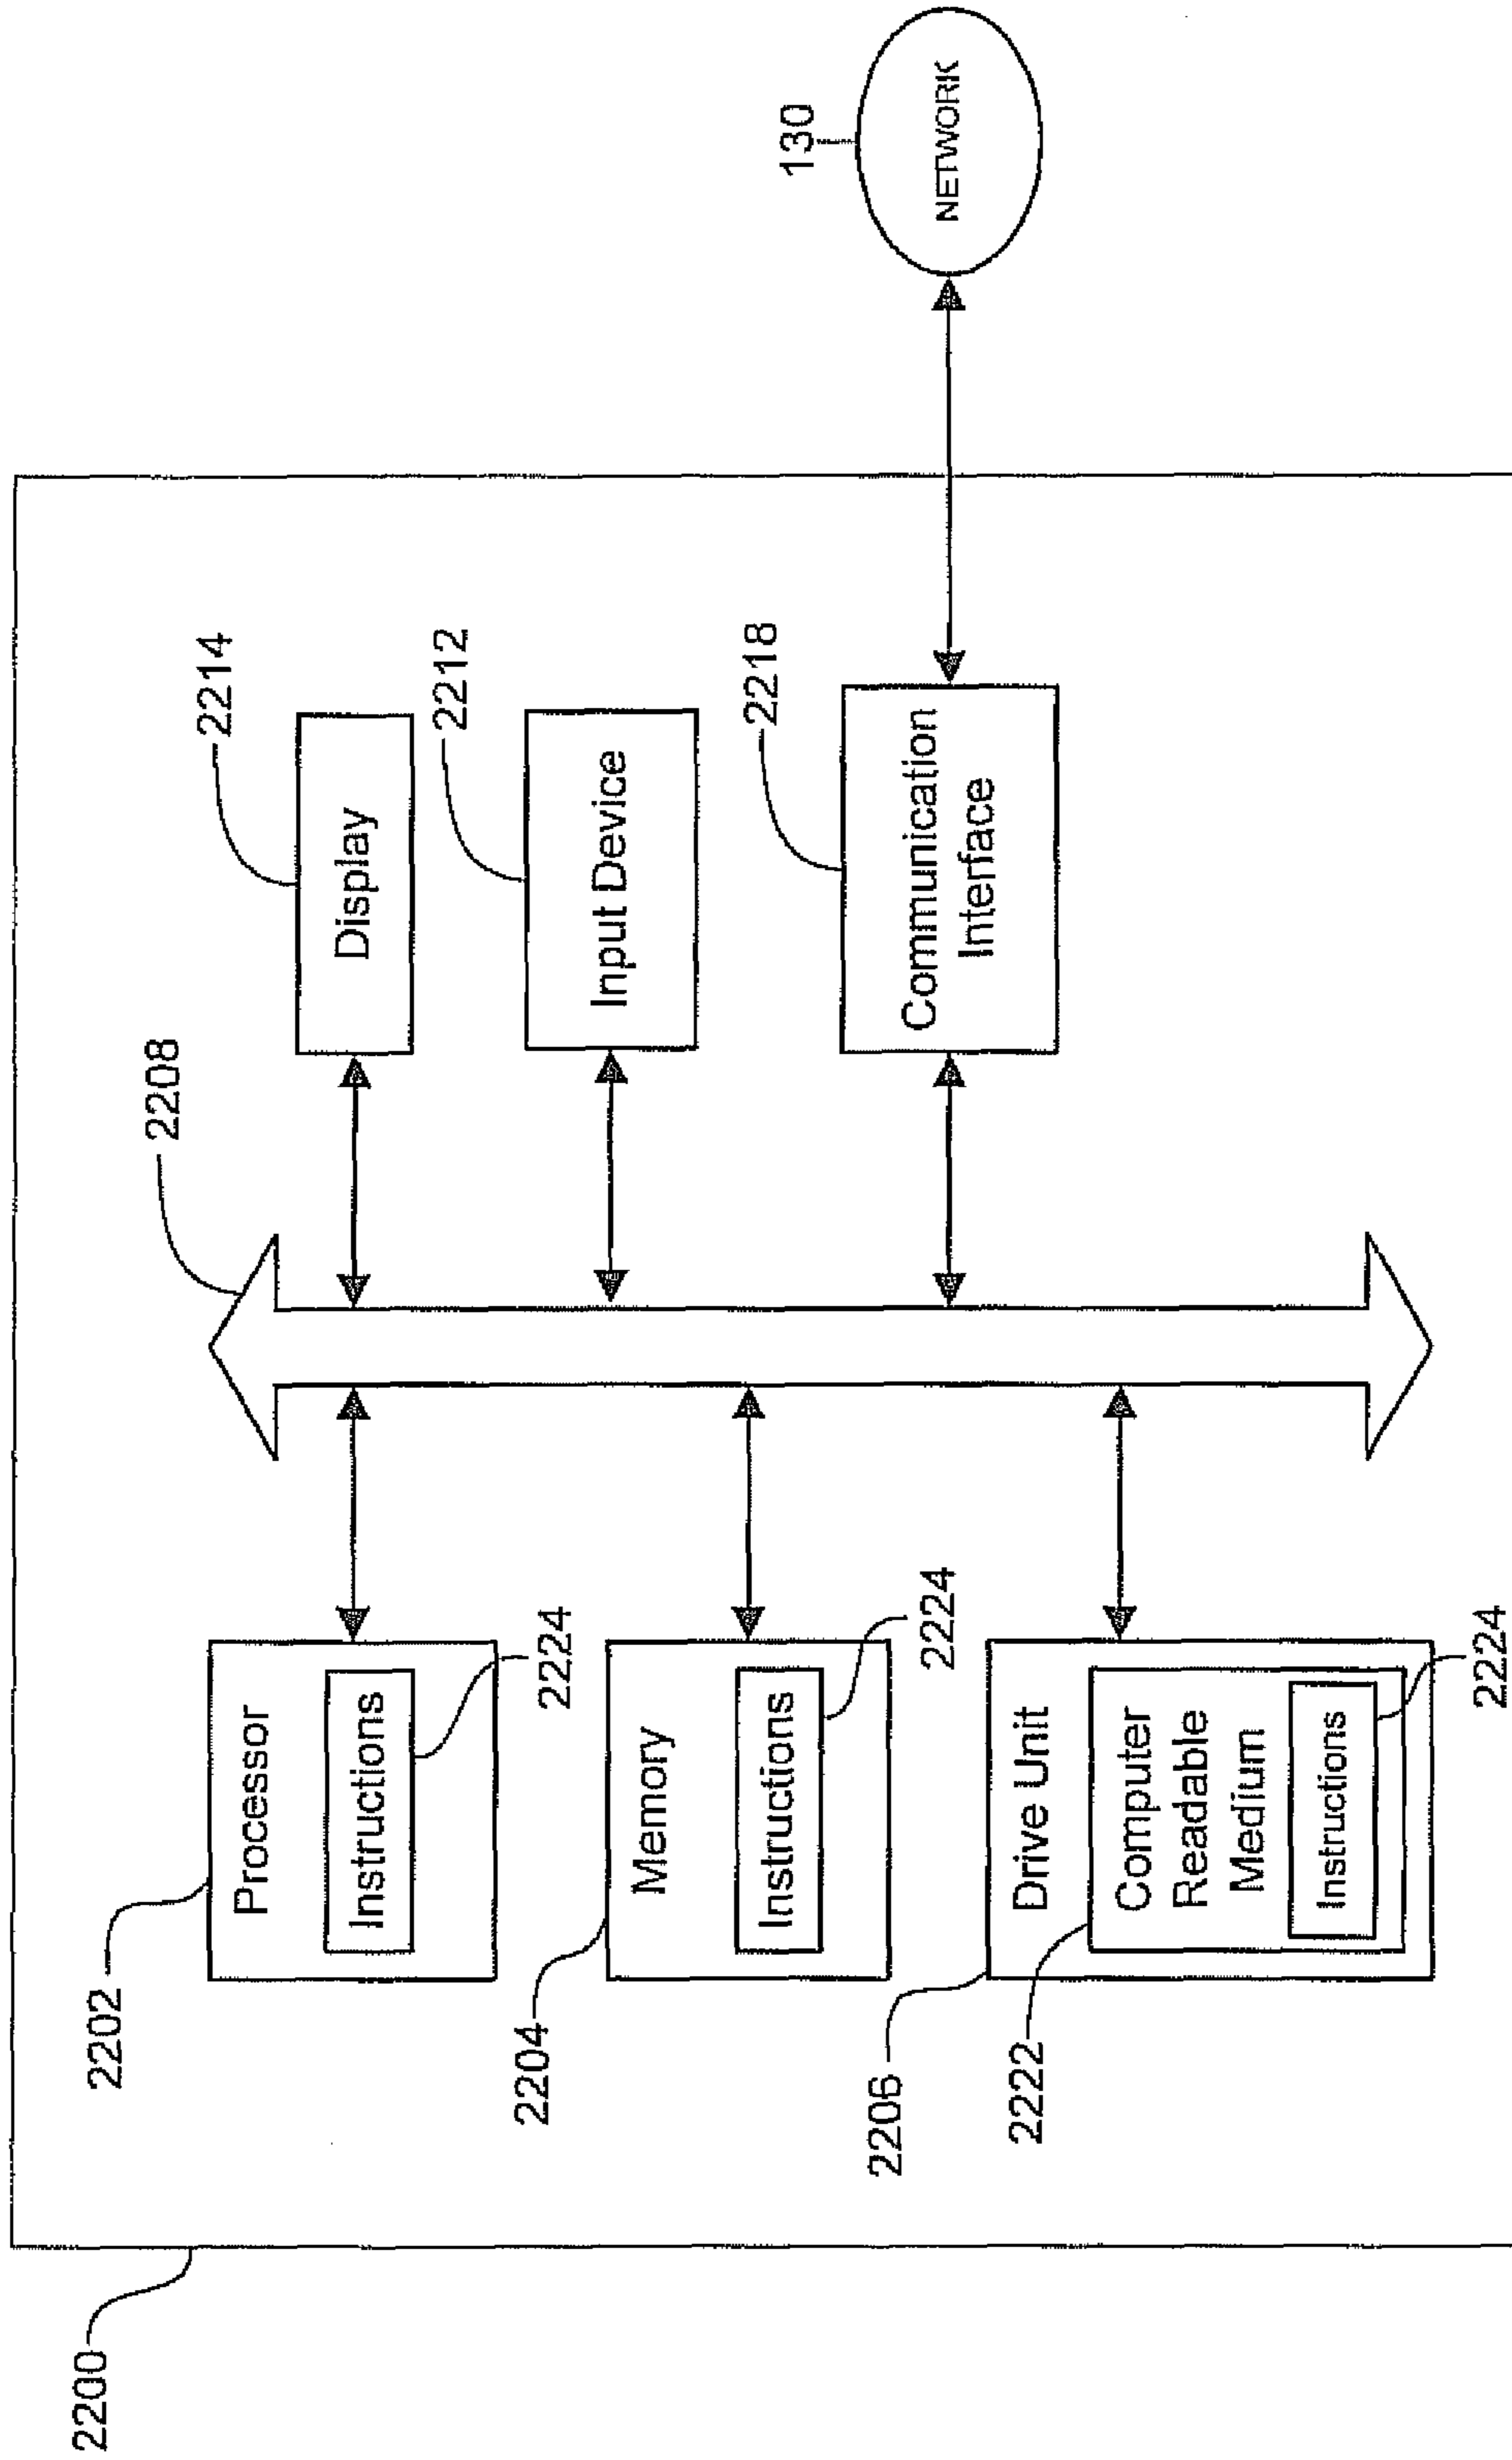 2200
2202
Processor
Instructions
2224
2204
Memory
Instructions
2224
2206
Drive Unit
2222
Computer
Readable
Medium
Instructions
2224
2208
Display
2214
Input Device
2212
Communication
Interface
2218
130
NETWORK